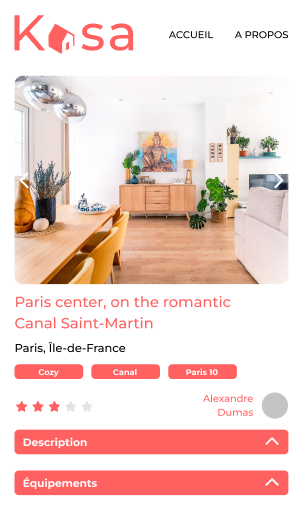 Kasa
ACCUEIL A PROPOS
Paris center, on the romantic
Canal Saint-Martin
Paris, Île-de-France
Cozy Canal Paris 10
Alexandre
Dumas
Description
Équipements